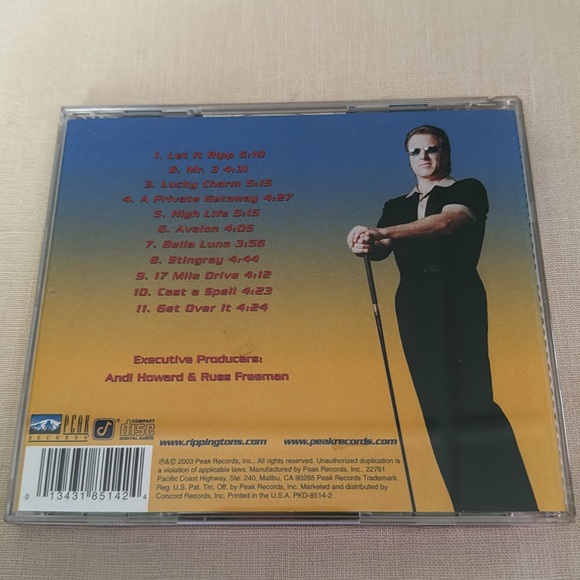 1. Let It Ripp 5:10
2. Mr. 3 4:31
3. Lucky Charm 5:15
4. A Private Getaway 4:27
5. High Life 5:15
6. Avalon 4:05
7. Bella Luna 3:56
8. Stingray 4:44
9. 17 Mile Drive 4:12
10. Cast a Spell 4:23
11. Get Over It 4:24
Executive Producers:
Andi Howard & Russ Freeman
PEAK
RECORDS
COMPACT
disc
DIGITAL AUDIO
www.rippingtons.com www.peakrecords.com
℗&© 2003 Peak Records, Inc., All rights reserved. Unauthorized duplication is
a violation of applicable laws. Manufactured by Peak Records, Inc., 22761
Pacific Coast Highway, Ste. 240, Malibu, CA 90265 Peak Records Trademark
Reg. U.S. Pat. Tm. Off. by Peak Records, Inc. Marketed and distributed by
Concord Records, Inc. Printed in the U.S.A. PKD-8514-2
0 13431 85142 4